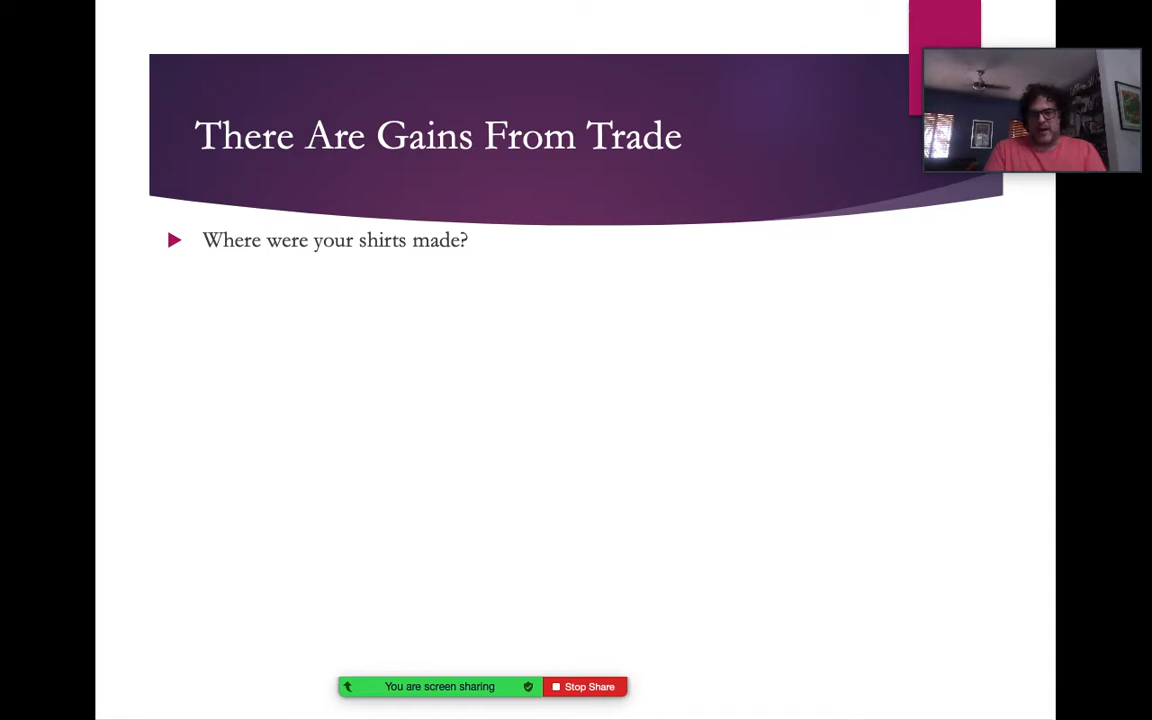 There Are Gains From Trade
Where were your shirts made?
You are screen sharing
Stop Share